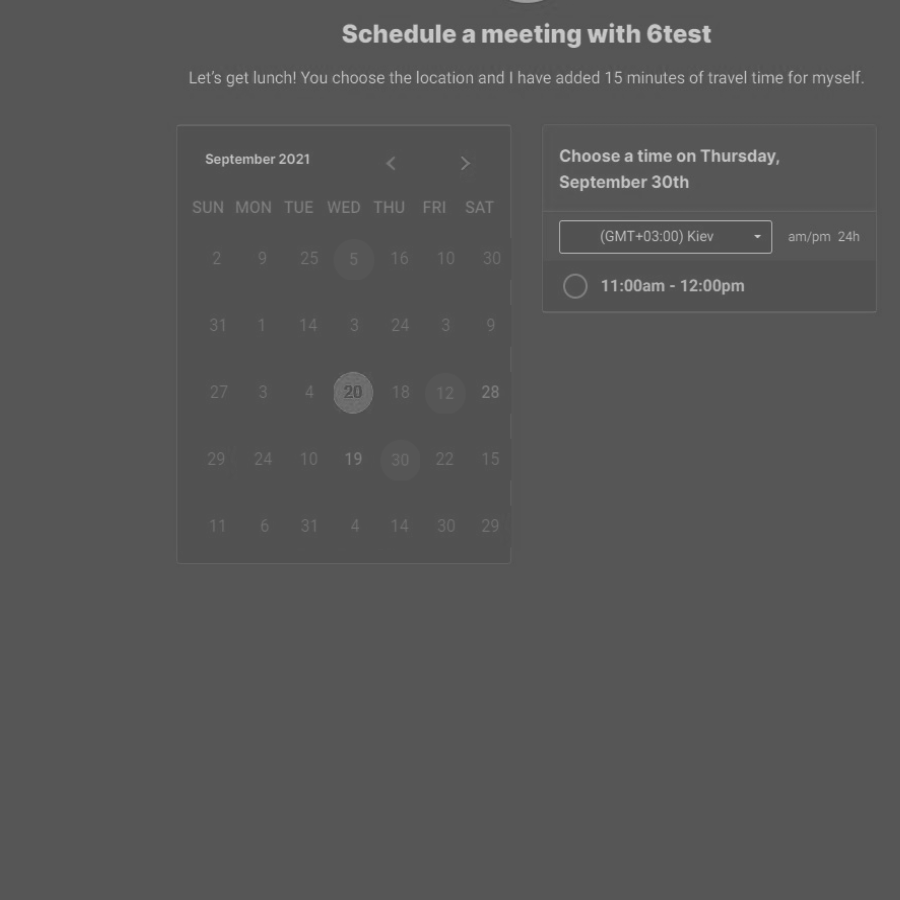 Schedule a meeting with 6test
Let's get lunch! You choose the location and I have added 15 minutes of travel time for myself.
September 2021
SUN MON TUE WED THU FRI SAT
2 9 25 5 16 10 30
31 1 14 3 24 3 9
27 3 4 20 18 12 28
29 24 10 19 30 22 15
11 6 31 4 14 30 29
Choose a time on Thursday,
September 30th
(GMT+03:00) Kiev am/pm 24h
11:00am - 12:00pm